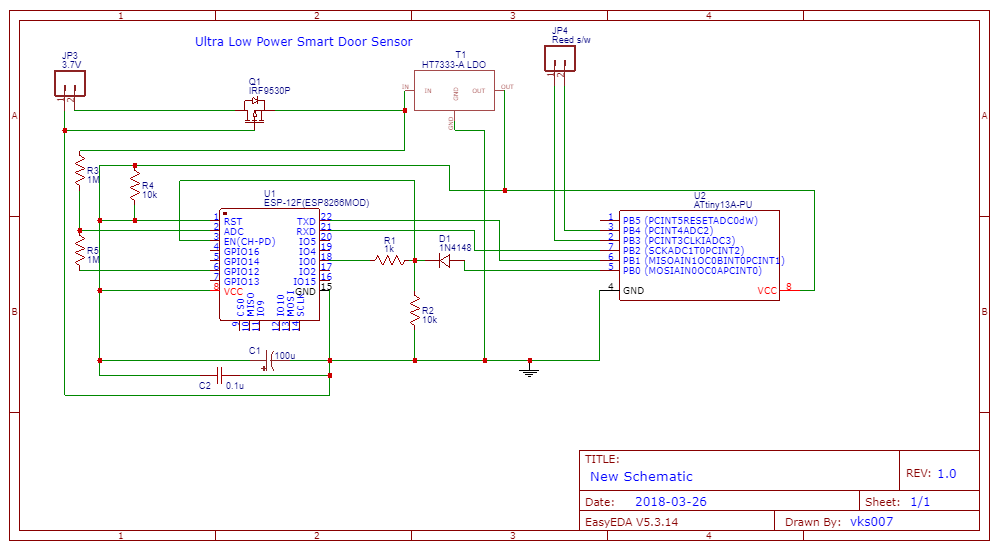 1 2 3 4
Ultra Low Power Smart Door Sensor
JP4
Reed s/w
1 2
JP3
3.7V
1 2
T1
HT7333-A LDO
IN IN GND OUT OUT
GND
Q1
IRF9530P
A A
R3
1M
R4
10k
R5
1M
U1
ESP-12F(ESP8266MOD)
1 RST TXD 22
2 ADC RXD 21
3 EN(CH-PD) IO5 20
4 GPIO16 IO4 19
5 GPIO14 IO0 18
6 GPIO12 IO2 17
7 GPIO13 IO15 16
8 VCC GND 15
CS0 MISO IO9 IO10 MOSI SCLK
9 10 11 12 13 14
R1
1k
D1
1N4148
R2
10k
U2
ATtiny13A-PU
1 PB5 (PCINT5RESETADC0dW)
3 PB4 (PCINT4ADC2)
2 PB3 (PCINT3CLKIADC3)
7 PB2 (SCKADC1T0PCINT2)
6 PB1 (MISOAIN1OC0BINT0PCINT1)
5 PB0 (MOSIAIN0OC0APCINT0)
4 GND VCC 8
B B
C1 100u
C2 0.1u
TITLE:
New Schematic
REV: 1.0
Date: 2018-03-26
Sheet: 1/1
EasyEDA V5.3.14
Drawn By: vks007
1 2 3 4